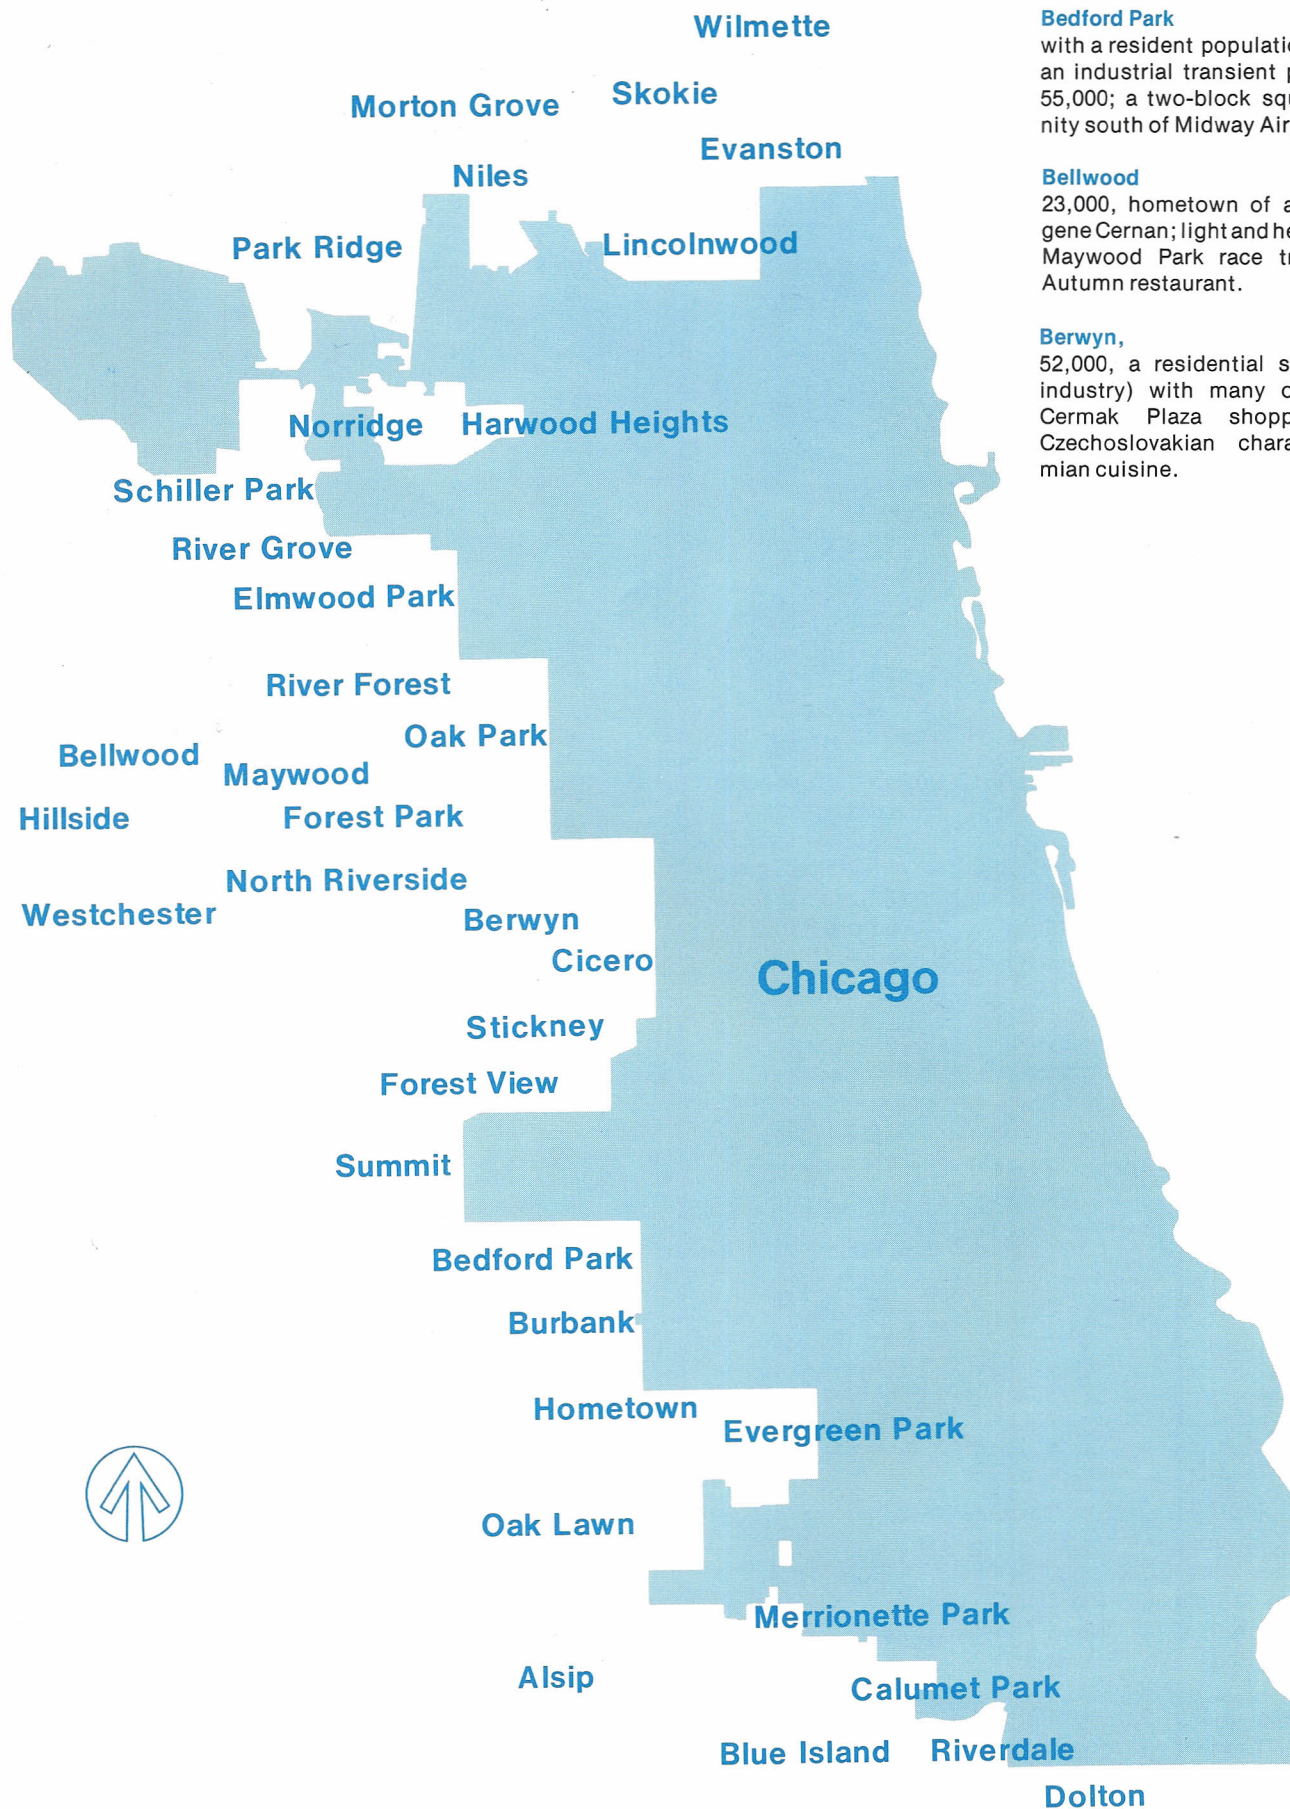 Wilmette
Morton Grove
Skokie
Evanston
Niles
Park Ridge
Lincolnwood
Norridge
Harwood Heights
Schiller Park
River Grove
Elmwood Park
River Forest
Oak Park
Bellwood
Maywood
Hillside
Forest Park
North Riverside
Westchester
Berwyn
Cicero
Chicago
Stickney
Forest View
Summit
Bedford Park
Burbank
Hometown
Evergreen Park
Oak Lawn
Merrionette Park
Alsip
Calumet Park
Blue Island
Riverdale
Dolton
Bedford Park
with a resident
an industrial transient
55,000; a two-block
nity south of Midway
Bellwood
23,000, hometown of
gene Cernan; light and
Maywood Park race
Autumn restaurant.
Berwyn,
52,000, a residential
industry) with many
Cermak Plaza
Czechoslovakian
mian cuisine.